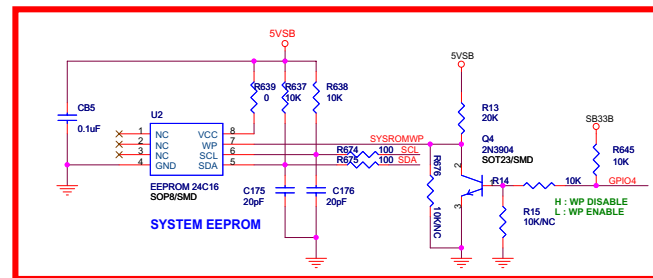 5VSB
5VSB
SB33B
R639
0
R637
10K
R638
10K
R13
20K
CB5
0.1uF
U2
1
NC
VCC
8
2
NC
WP
7
3
NC
SCL
6
4
GND
SDA
5
EEPROM 24C16
SOP8/SMD
SYSROMWP
R674
100
SCL
R675
100
SDA
Q4
2N3904
SOT23/SMD
R645
10K
2
R676
10K/NC
1
R14
10K
GPIO4
3
C175
20pF
C176
20pF
R15
10K/NC
H : WP DISABLE
L : WP ENABLE
SYSTEM EEPROM